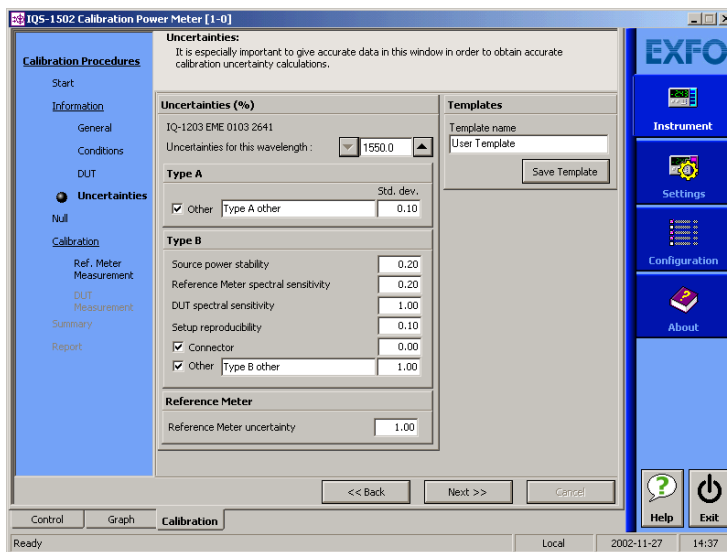 IQS-1502 Calibration Power Meter [1-0]
Calibration Procedures
Start
Information
General
Conditions
DUT
Uncertainties
Null
Calibration
Ref. Meter
Measurement
DUT
Measurement
Summary
Report
Uncertainties:
It is especially important to give accurate data in this window in order to obtain accurate
calibration uncertainty calculations.
Uncertainties (%)
IQ-1203 EME 0103 2641
Uncertainties for this wavelength : 1550.0
Type A
Std. dev.
Other Type A other 0.10
Type B
Source power stability 0.20
Reference Meter spectral sensitivity 0.20
DUT spectral sensitivity 1.00
Setup reproducibility 0.10
Connector 0.00
Other Type B other 1.00
Reference Meter
Reference Meter uncertainty 1.00
Templates
Template name
User Template
Save Template
<< Back Next >> Cancel
EXFO
Instrument
Settings
Configuration
About
? 
Help Exit
Control Graph Calibration
Ready Local 2002-11-27 14:37